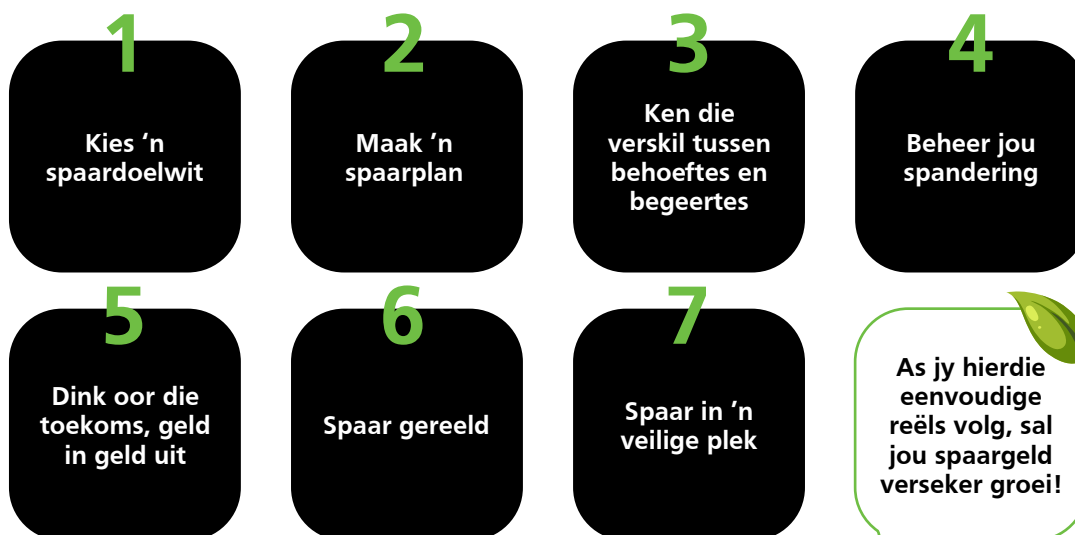 1
Kies ‘n
spaardoelwit
2
Maak ’n
spaarplan
3
Ken die
verskil tussen
behoeftes en
begeertes
4
Beheer jou
spandering
5
Dink oor die
toekoms, geld
in geld uit
6
Spaar gereeld
7
Spaar in ’n
veilige plek
As jy hierdie
eenvoudige
reëls volg, sal
jou spaargeld
verseker groei!